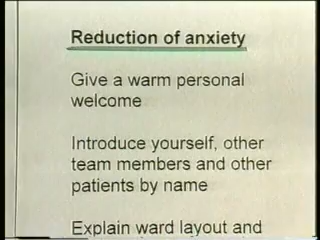 Reduction of anxiety
Give a warm personal
welcome
Introduce yourself, other
team members and other
patients by name
Explain ward layout and